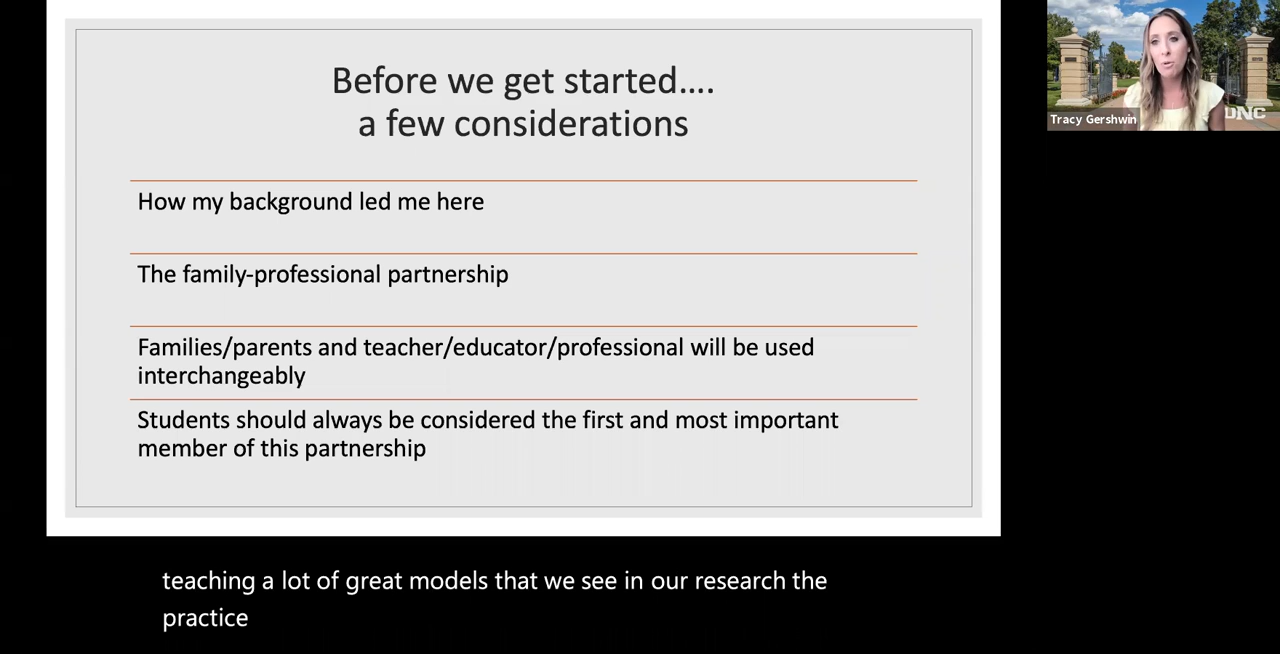 Before we get started….
a few considerations
How my background led me here
The family-professional partnership
Families/parents and teacher/educator/professional will be used
interchangeably
Students should always be considered the first and most important
member of this partnership
Tracy Gershwin
UNC
teaching a lot of great models that we see in our research the
practice